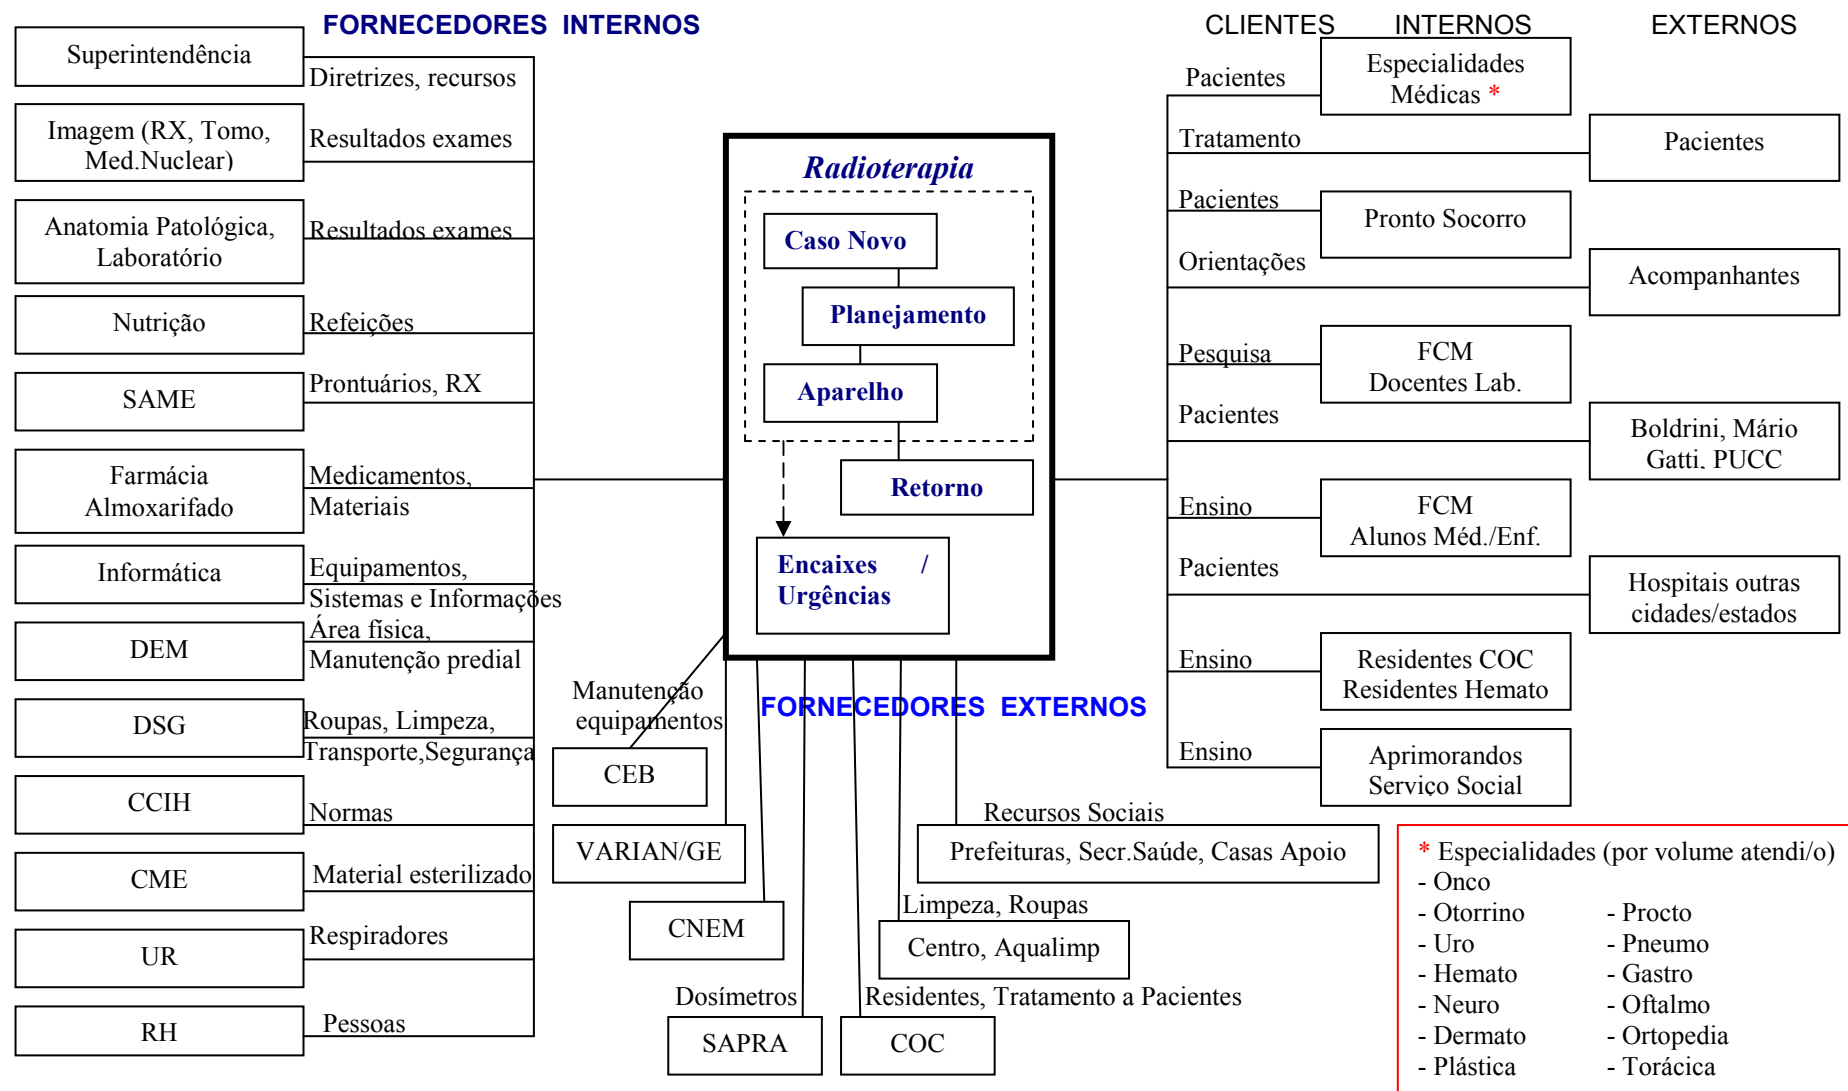 FORNECEDORES INTERNOS
Superintendência
Diretrizes, recursos
Imagem (RX, Tomo,
Med.Nuclear)
Resultados exames
Anatomia Patológica,
Laboratório
Resultados exames
Nutrição
Refeições
SAME
Prontuários, RX
Farmácia
Almoxarifado
Medicamentos,
Materiais
Informática
Equipamentos,
Sistemas e Informações
DEM
Área física,
Manutenção predial
DSG
Roupas, Limpeza,
Transporte,Segurança
CCIH
Normas
CME
Material esterilizado
UR
Respiradores
RH
Pessoas
Radioterapia
Caso Novo
Planejamento
Aparelho
Retorno
Encaixes /
Urgências
FORNECEDORES EXTERNOS
Manutenção
equipamentos
CEB
VARIAN/GE
CNEM
Dosímetros
SAPRA
Residentes, Tratamento a Pacientes
COC
Limpeza, Roupas
Centro, Aqualimp
Recursos Sociais
Prefeituras, Secr.Saúde, Casas Apoio
CLIENTES INTERNOS EXTERNOS
Pacientes
Especialidades
Médicas *
Tratamento
Pacientes
Pacientes
Pronto Socorro
Orientações
Acompanhantes
Pesquisa
FCM
Docentes Lab.
Pacientes
Boldrini, Mário
Gatti, PUCC
Ensino
FCM
Alunos Méd./Enf.
Pacientes
Hospitais outras
cidades/estados
Ensino
Residentes COC
Residentes Hemato
Ensino
Aprimorandos
Serviço Social
* Especialidades (por volume atendi/o)
- Onco
- Otorrino - Procto
- Uro - Pneumo
- Hemato - Gastro
- Neuro - Oftalmo
- Dermato - Ortopedia
- Plástica - Torácica